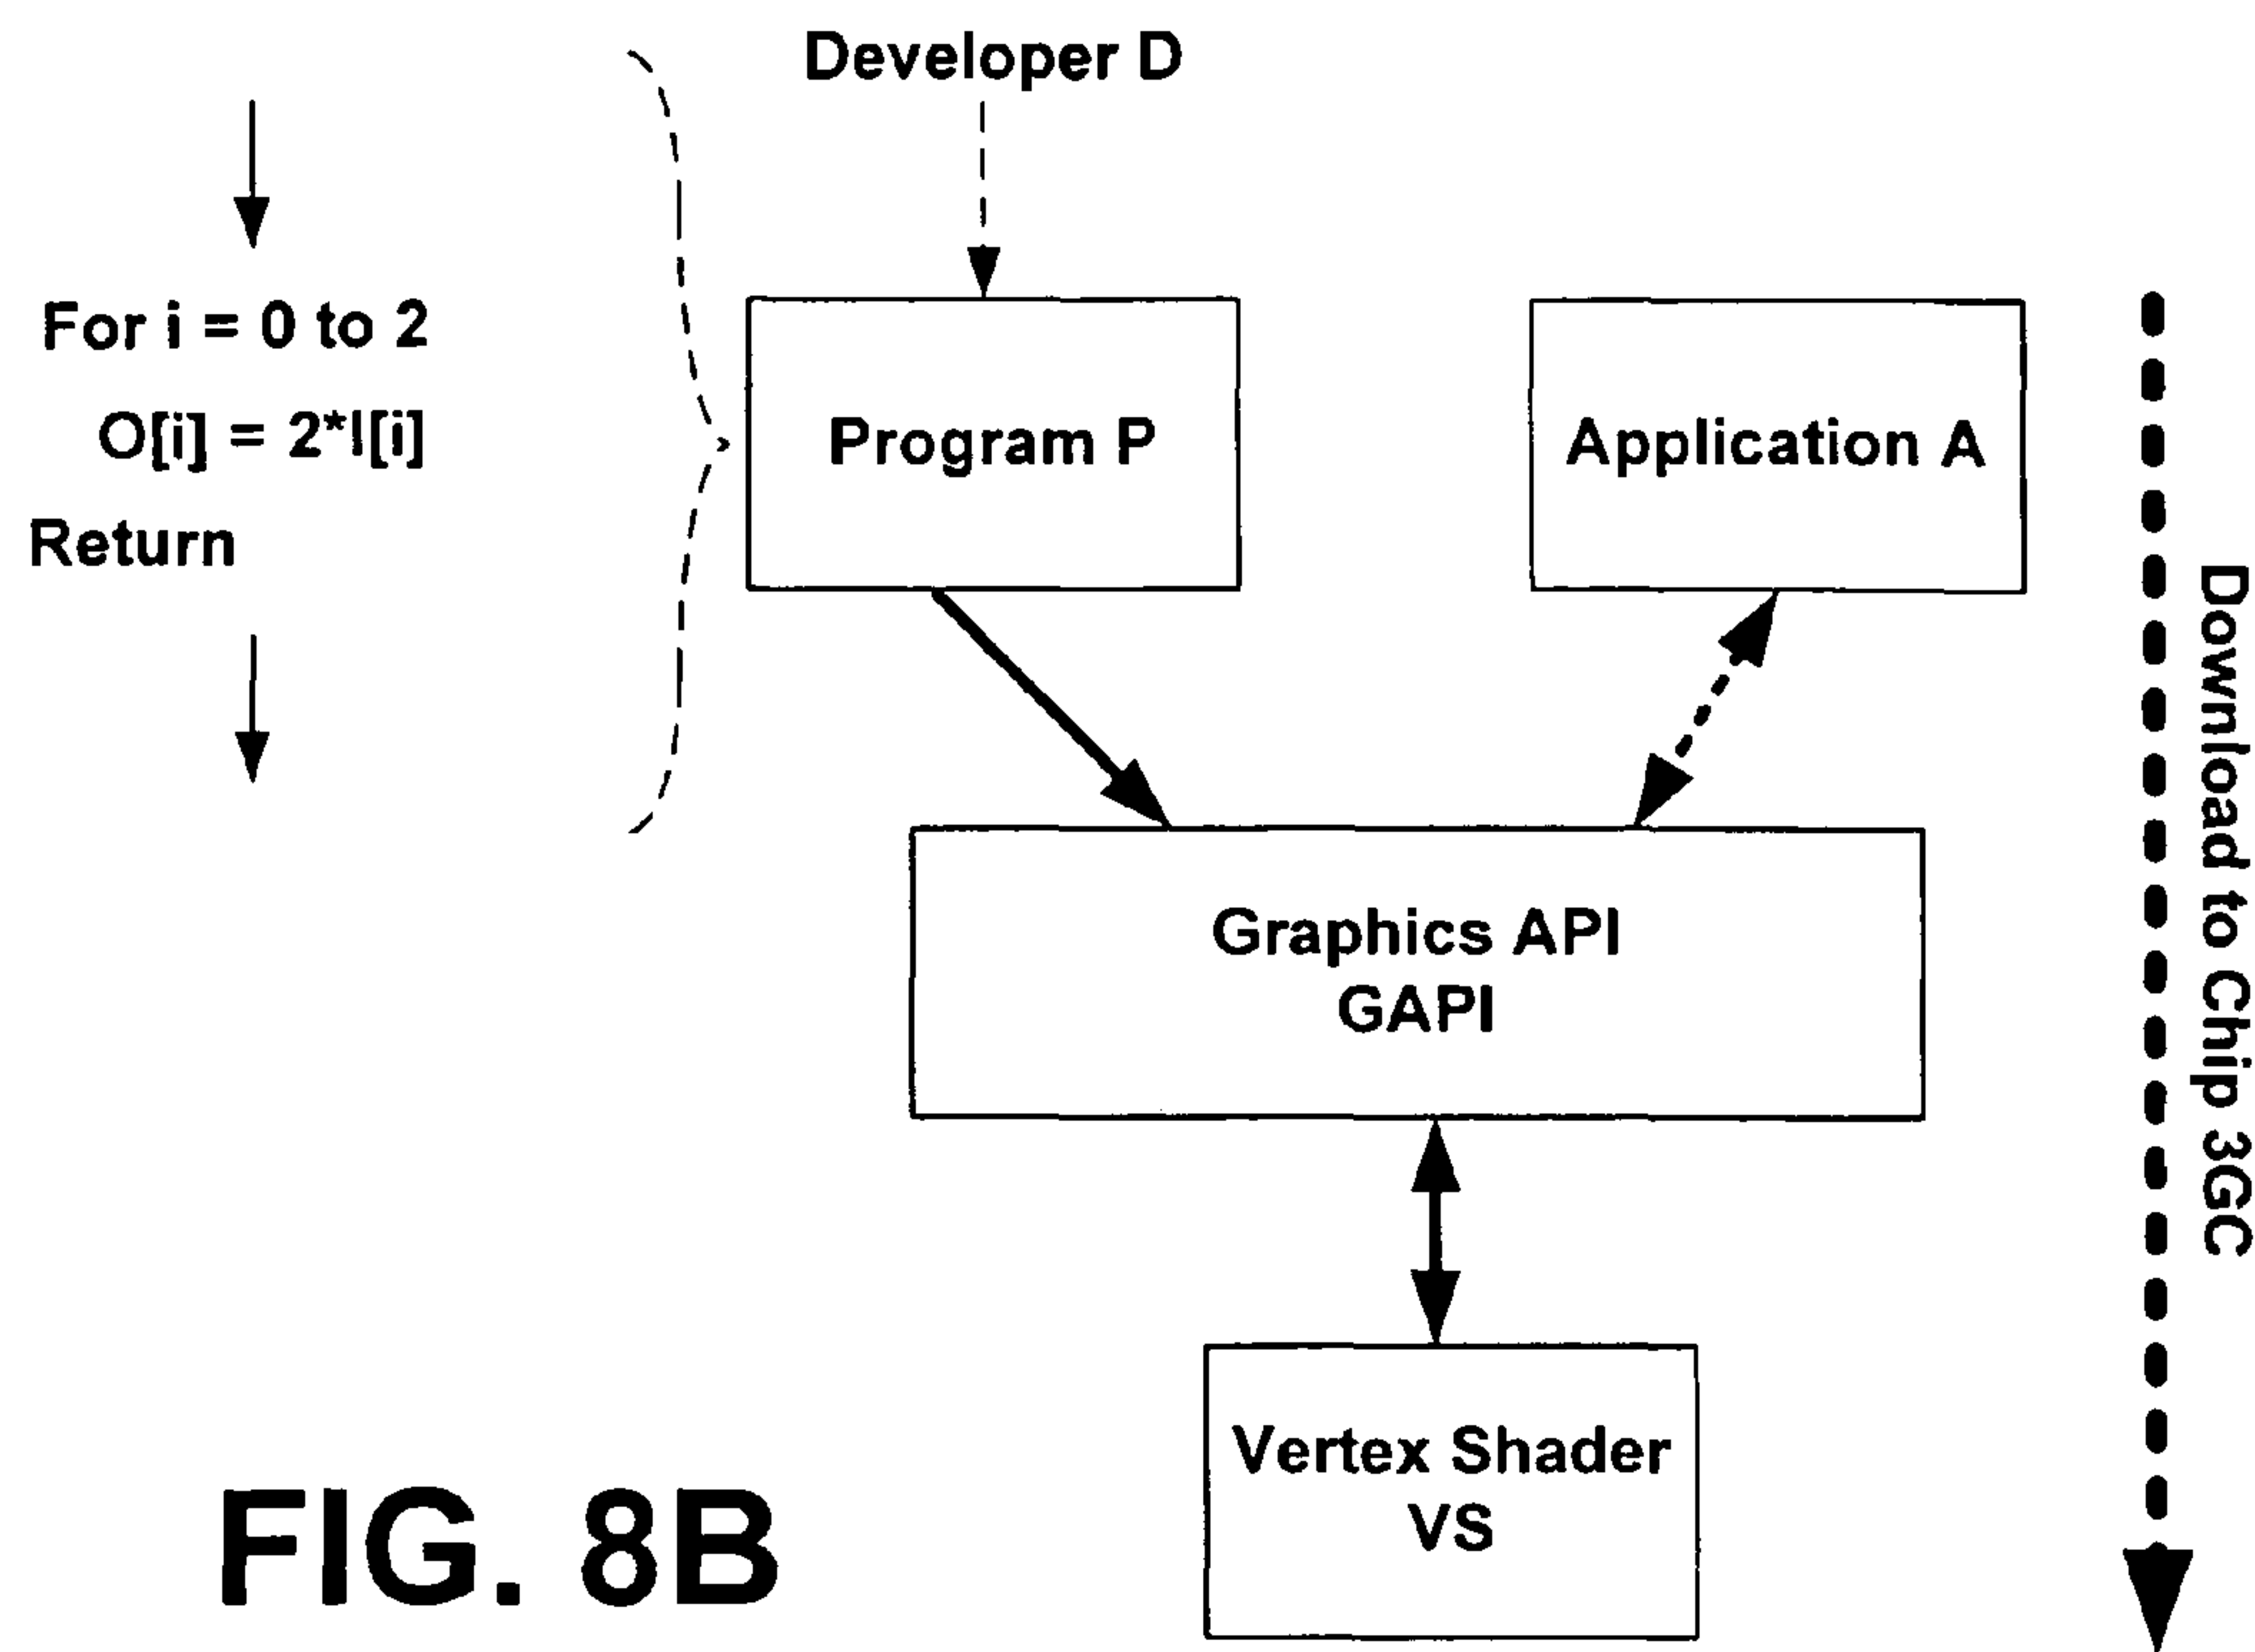 Developer D
For i = 0 to 2
O[i] = 2*I[i]
Return
Program P
Application A
Graphics API
GAPI
Vertex Shader
VS
Download to Chip 3GC
FIG. 8B